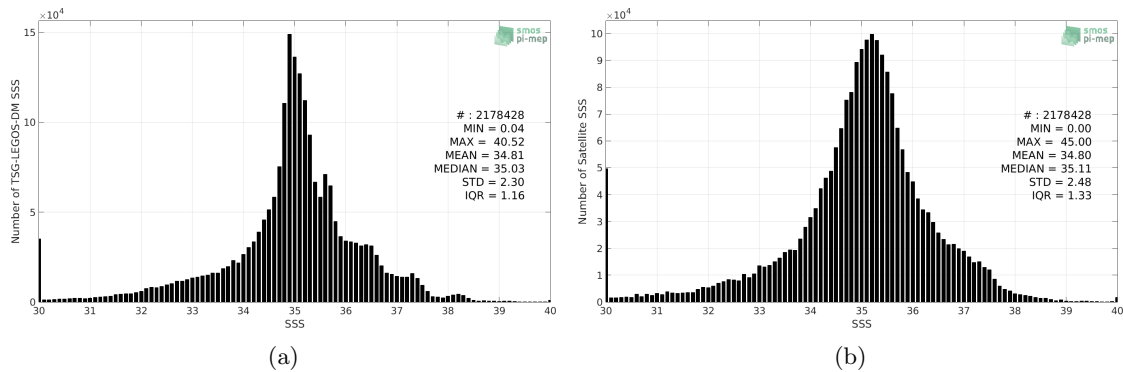 ×10⁴
15
10
5
0
30 31 32 33 34 35 36 37 38 39 40
SSS
Number of TSG-LEGOS-DM SSS
smos
pi-mep
# : 2178428
MIN = 0.04
MAX = 40.52
MEAN = 34.81
MEDIAN = 35.03
STD = 2.30
IQR = 1.16
(a)
×10⁴
10
9
8
7
6
5
4
3
2
1
0
30 31 32 33 34 35 36 37 38 39 40
SSS
Number of Satellite SSS
smos
pi-mep
# : 2178428
MIN = 0.00
MAX = 45.00
MEAN = 34.80
MEDIAN = 35.11
STD = 2.48
IQR = 1.33
(b)